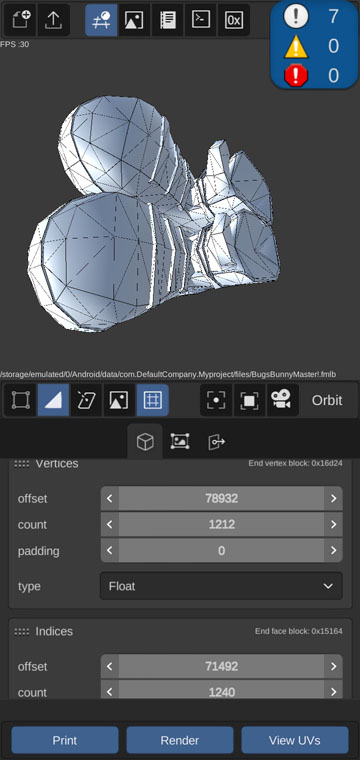 0x
7
0
0
FPS :30
/storage/emulated/0/Android/data/com.DefaultCompany.Myproject/files/BugsBunnyMaster!.fmlb
Orbit
Vertices End vertex block: 0x16d24
offset 78932
count 1212
padding 0
type Float
Indices End face block: 0x15164
offset 71492
count 1240
Print Render View UVs